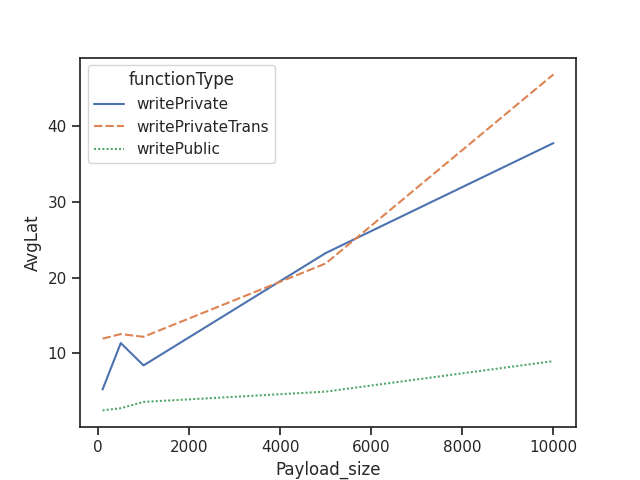 functionType
writePrivate
writePrivateTrans
writePublic
AvgLat
40
30
20
10
0 2000 4000 6000 8000 10000
Payload_size